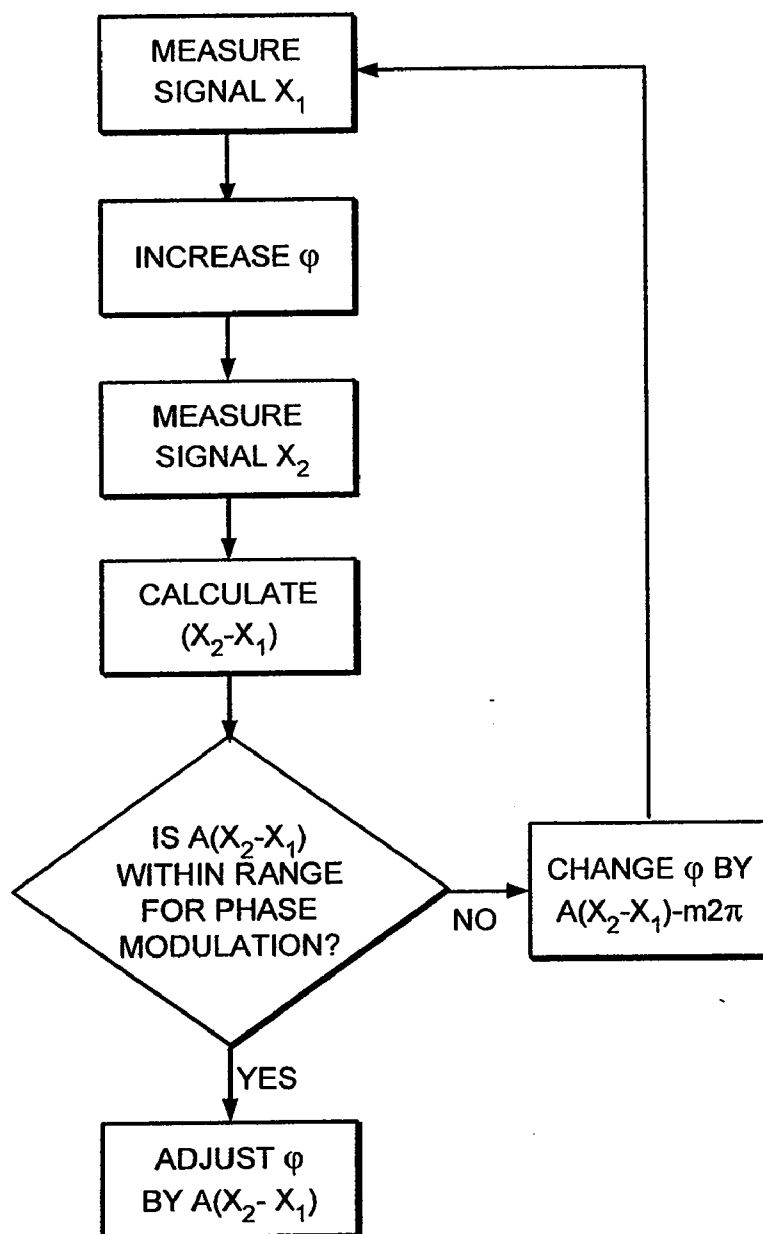 MEASURE
SIGNAL X₁
INCREASE φ
MEASURE
SIGNAL X₂
CALCULATE
(X₂-X₁)
IS A(X₂-X₁)
WITHIN RANGE
FOR PHASE
MODULATION?
NO
CHANGE φ BY
A(X₂-X₁)-m2π
YES
ADJUST φ
BY A(X₂- X₁)